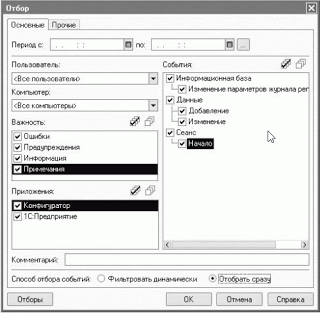 Отбор
Основные Прочие
Период с: . . : : по: . . : : ...
Пользователь: События:
<Все пользователи> Информационная база
Компьютер: Изменение параметров журнала рег
<Все компьютеры> Данные
Важность: Добавление
Ошибки Изменение
Предупреждения Сеанс
Информация Начало
Примечания
Приложения:
Конфигуратор
1С:Предприятие
Комментарий:
Способ отбора событий: Фильтровать динамически Отобрать сразу
Отборы OK Отмена Справка